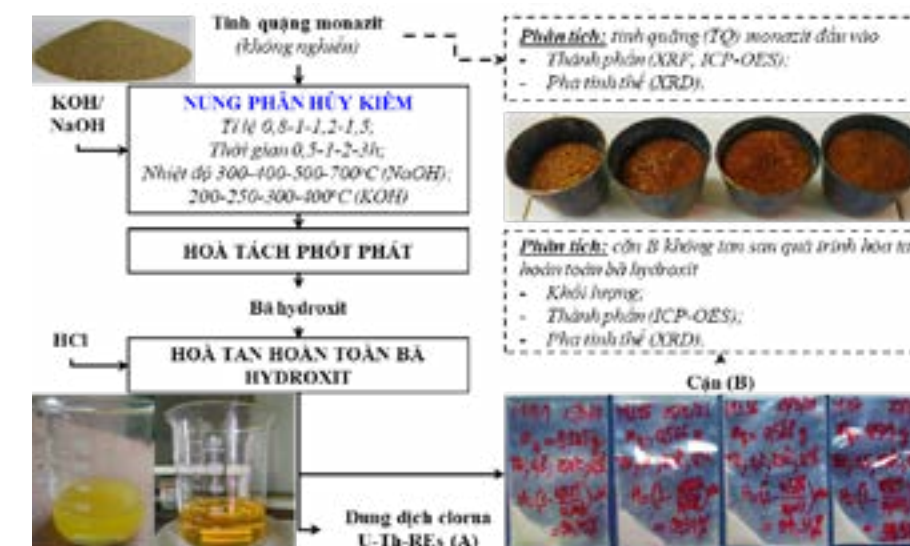 Tinh quặng monazit
(không nghiền)
KOH/
NaOH
NUNG PHÂN HỦY KIỀM
Tỉ lệ 0,8-1-1,2-1,5;
Thời gian 0,5-1-2-3h;
Nhiệt độ 300-400-500-700°C (NaOH);
200-250-300-400°C (KOH)
HOÀ TÁCH PHỐT PHÁT
Bã hydroxit
HCl
HOÀ TAN HOÀN TOÀN BÃ
HYDROXIT
Dung dịch clorua
U-Th-REs (A)
Phân tích: tinh quặng (TQ) monazit đầu vào
- Thành phần (XRF, ICP-OES);
- Pha tinh thể (XRD).
Phân tích: cặn B không tan sau quá trình hòa tan
hoàn toàn bã hydroxit
- Khối lượng;
- Thành phần (ICP-OES);
- Pha tinh thể (XRD).
Cặn (B)